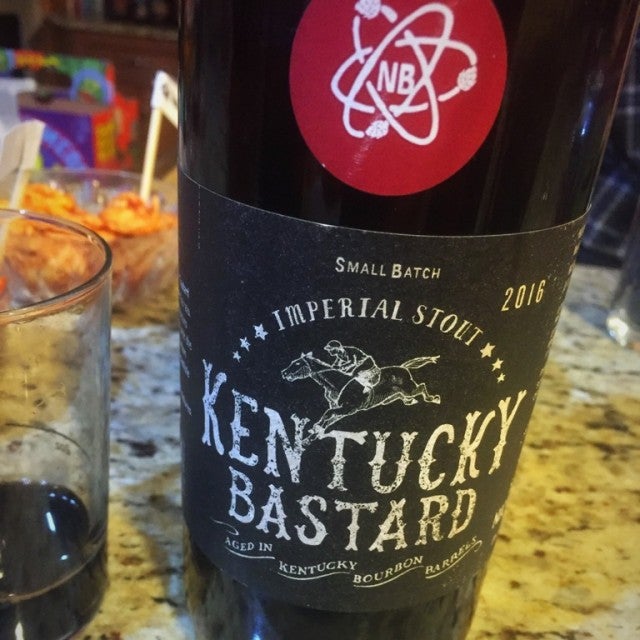 NB
SMALL BATCH
2016
IMPERIAL STOUT
KENTUCKY
BASTARD
AGED IN KENTUCKY BOURBON BARRELS